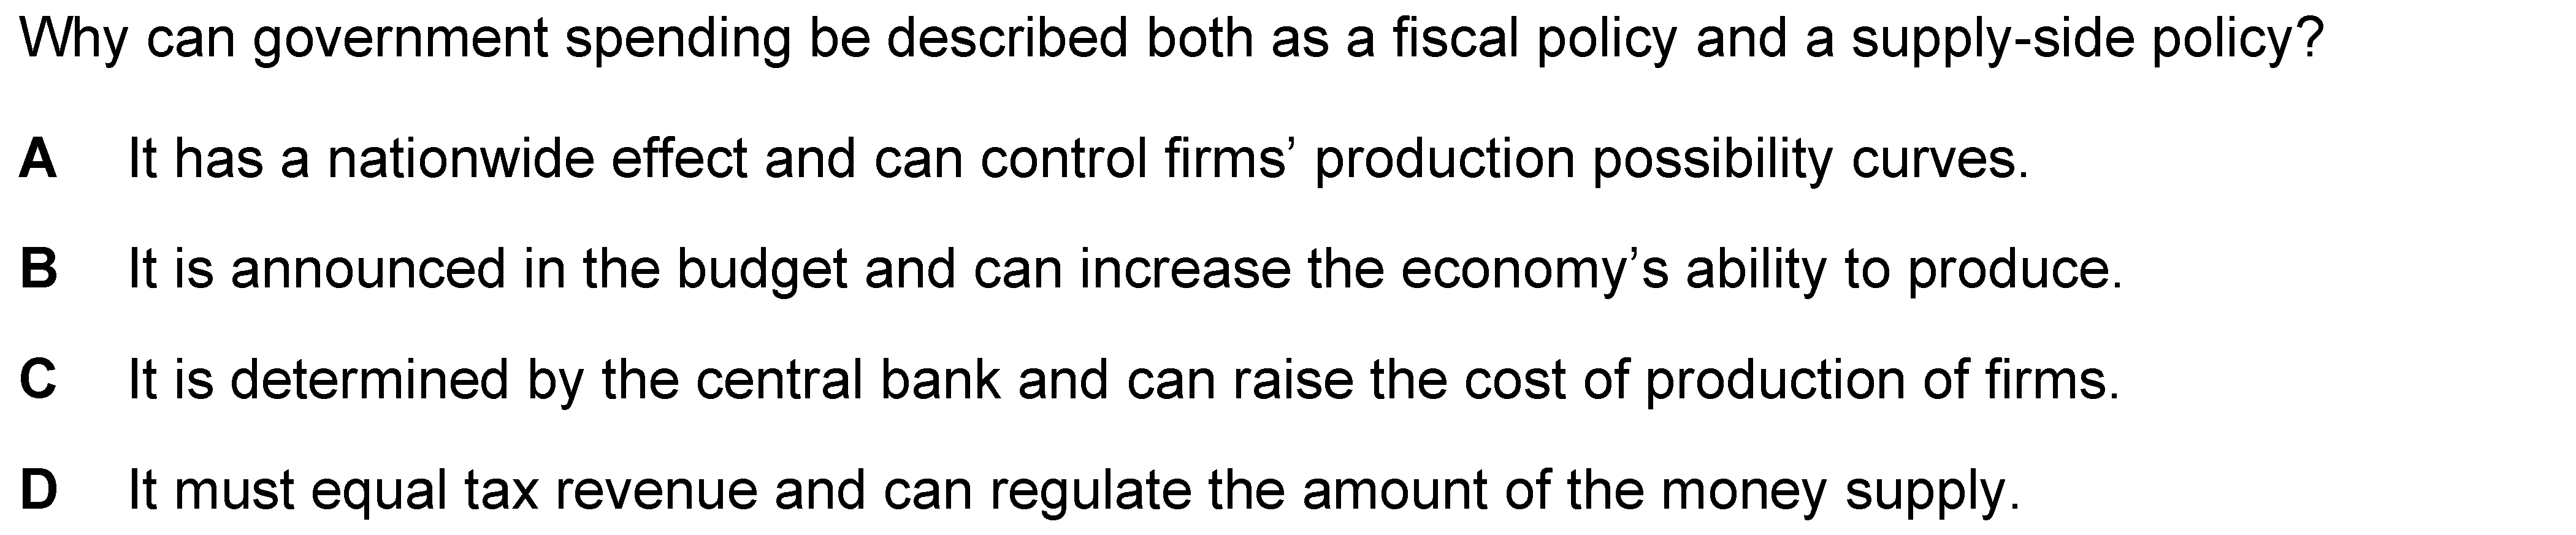 Why can government spending be described both as a fiscal policy and a supply-side policy?
A It has a nationwide effect and can control firms’ production possibility curves.
B It is announced in the budget and can increase the economy’s ability to produce.
C It is determined by the central bank and can raise the cost of production of firms.
D It must equal tax revenue and can regulate the amount of the money supply.